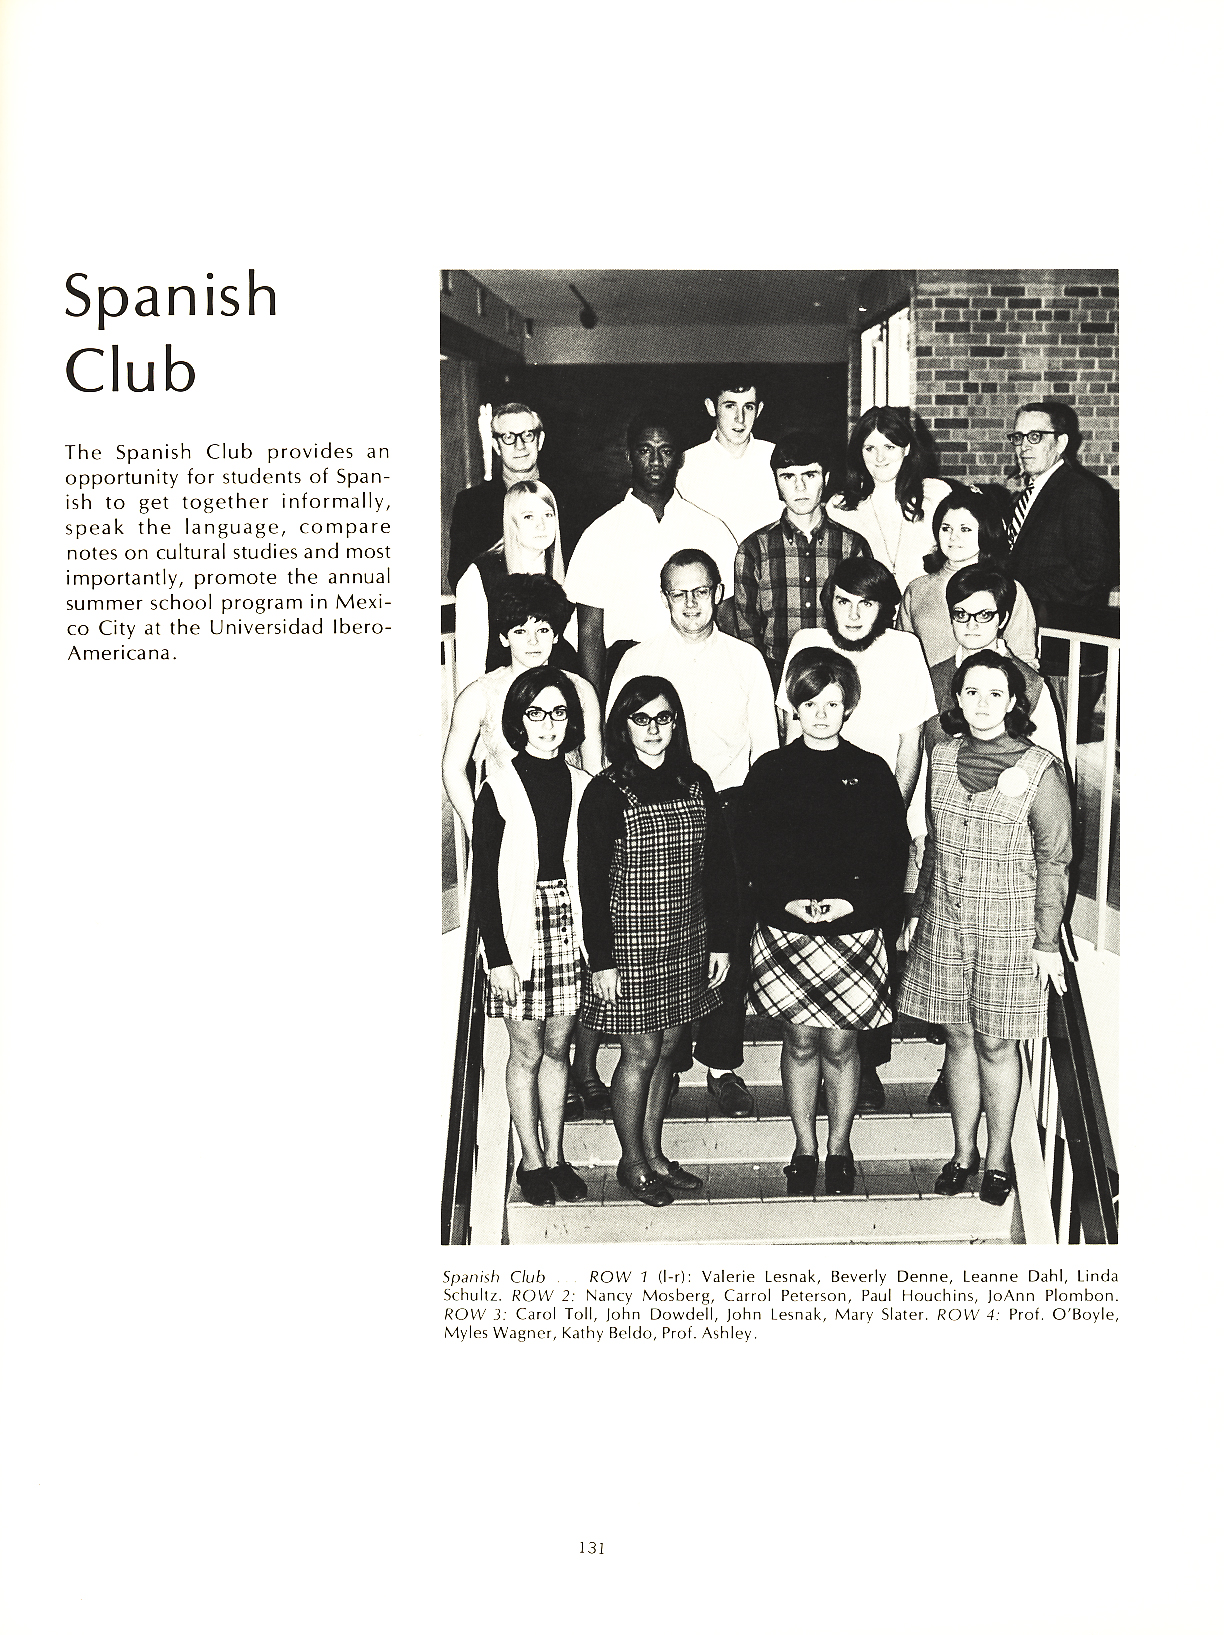 Spanish
Club
The Spanish Club provides an
opportunity for students of Span-
ish to get together informally,
speak the language, compare
notes on cultural studies and most
importantly, promote the annual
summer school program in Mexi-
co City at the Universidad Ibero-
Americana.
Spanish Club . . . ROW 1 (l-r): Valerie Lesnak, Beverly Denne, Leanne Dahl, Linda
Schultz. ROW 2: Nancy Mosberg, Carrol Peterson, Paul Houchins, JoAnn Plombon.
ROW 3: Carol Toll, John Dowdell, John Lesnak, Mary Slater. ROW 4: Prof. O'Boyle,
Myles Wagner, Kathy Beldo, Prof. Ashley.
131